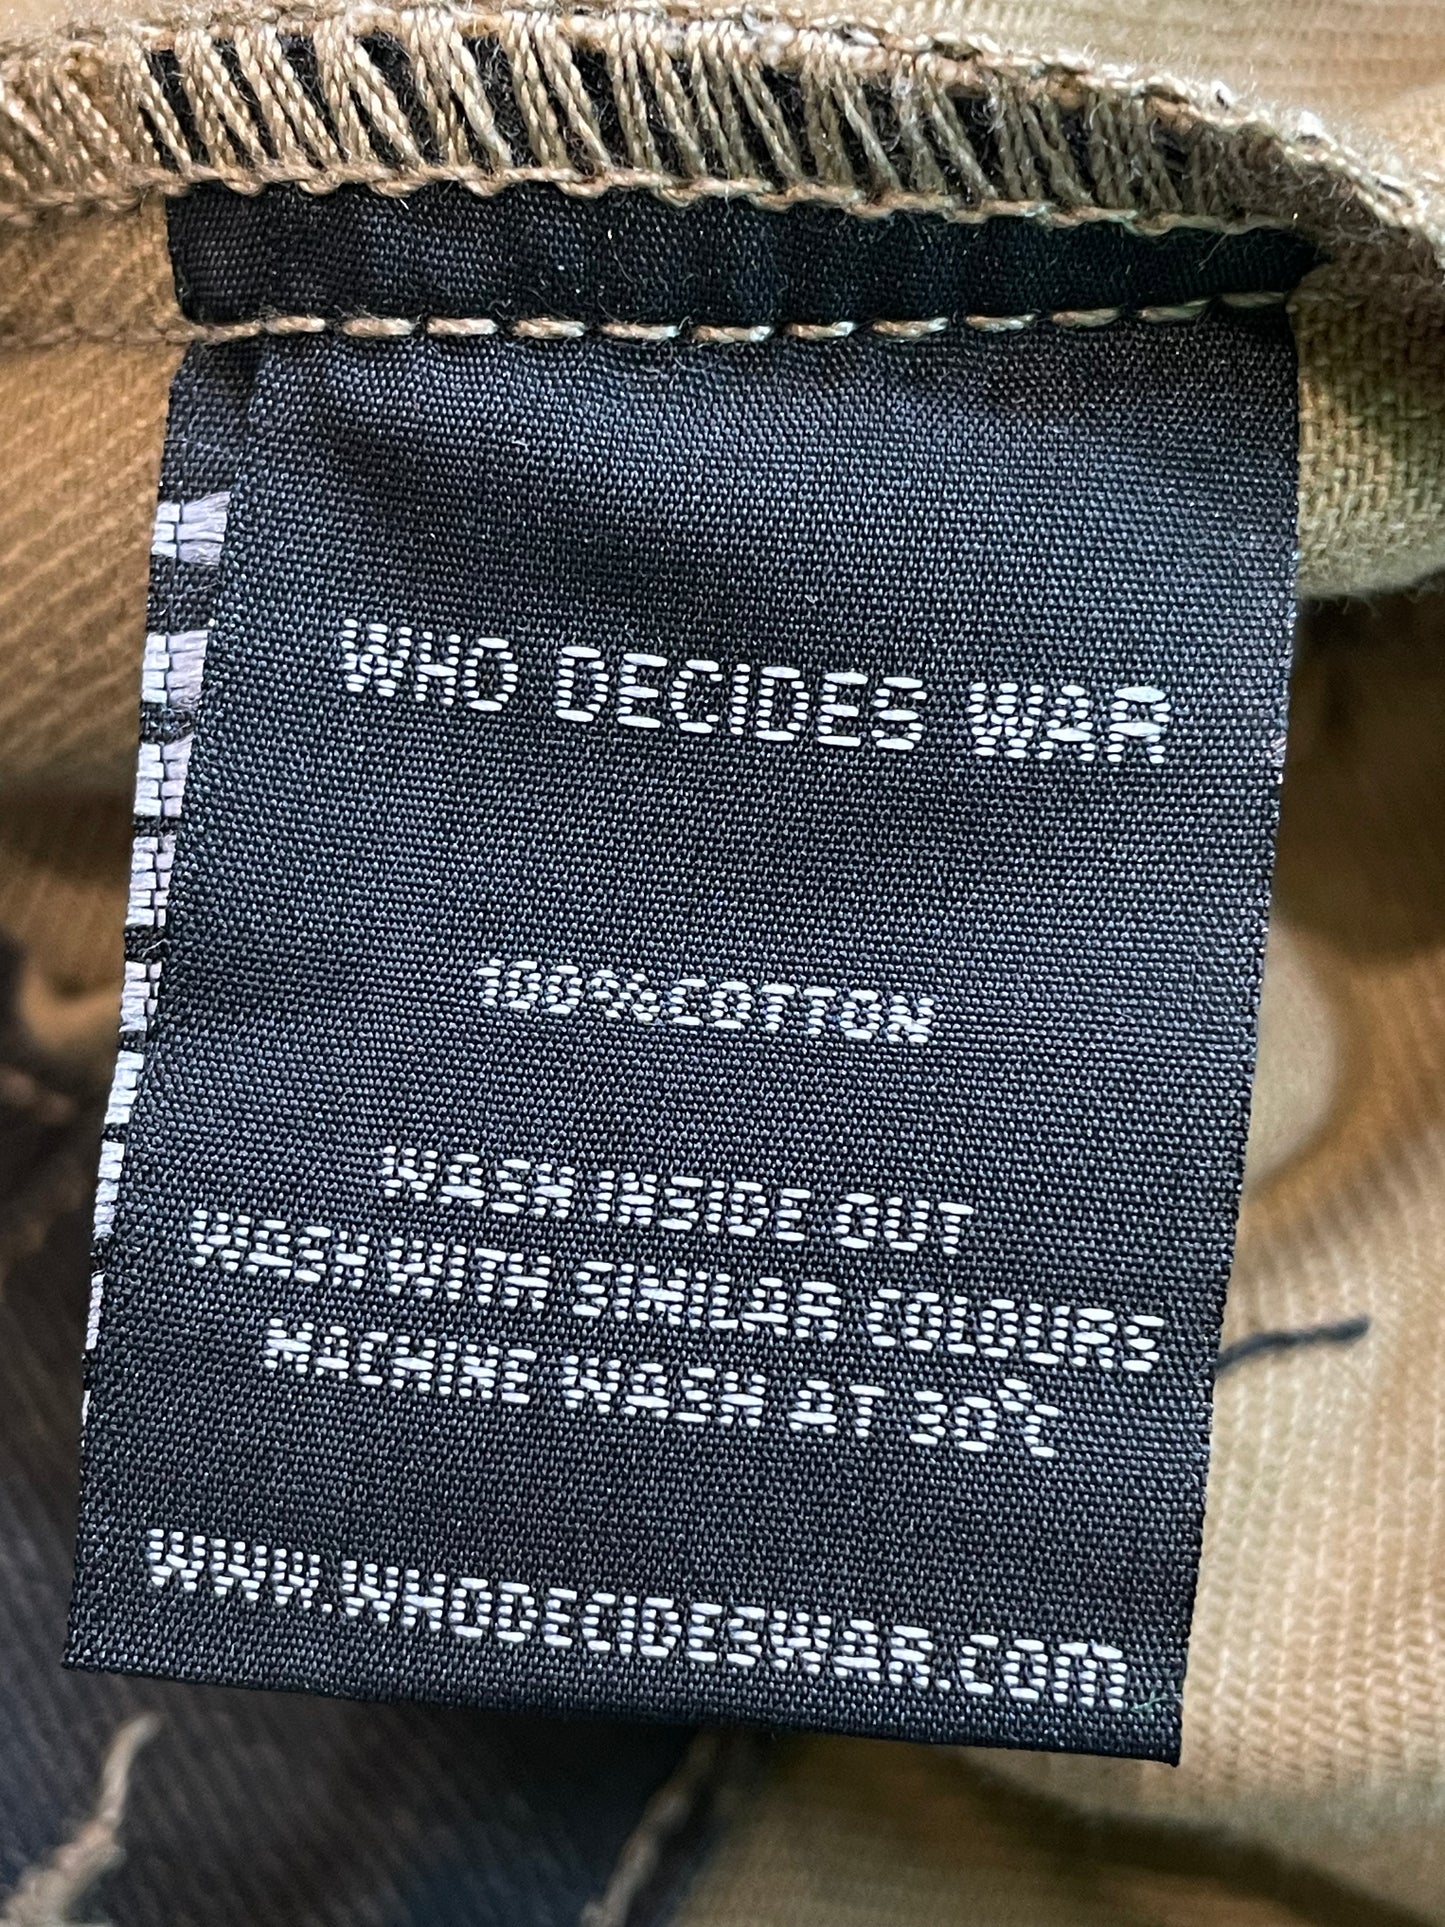 WHO DECIDES WAR
100% COTTON
WASH INSIDE OUT
WASH WITH SIMILAR COLOURS
MACHINE WASH AT 30°C
WWW.WHODECIDESWAR.COM